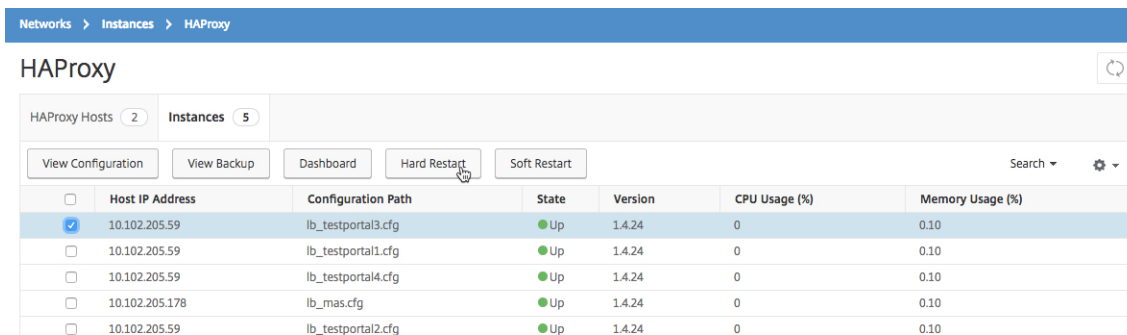 Networks > Instances > HAProxy
HAProxy
HAProxy Hosts 2 Instances 5
View Configuration View Backup Dashboard Hard Restart Soft Restart Search
Host IP Address Configuration Path State Version CPU Usage (%) Memory Usage (%)
10.102.205.59 lb_testportal3.cfg Up 1.4.24 0 0.10
10.102.205.59 lb_testportal1.cfg Up 1.4.24 0 0.10
10.102.205.59 lb_testportal4.cfg Up 1.4.24 0 0.10
10.102.205.178 lb_mas.cfg Up 1.4.24 0 0.10
10.102.205.59 lb_testportal2.cfg Up 1.4.24 0 0.10